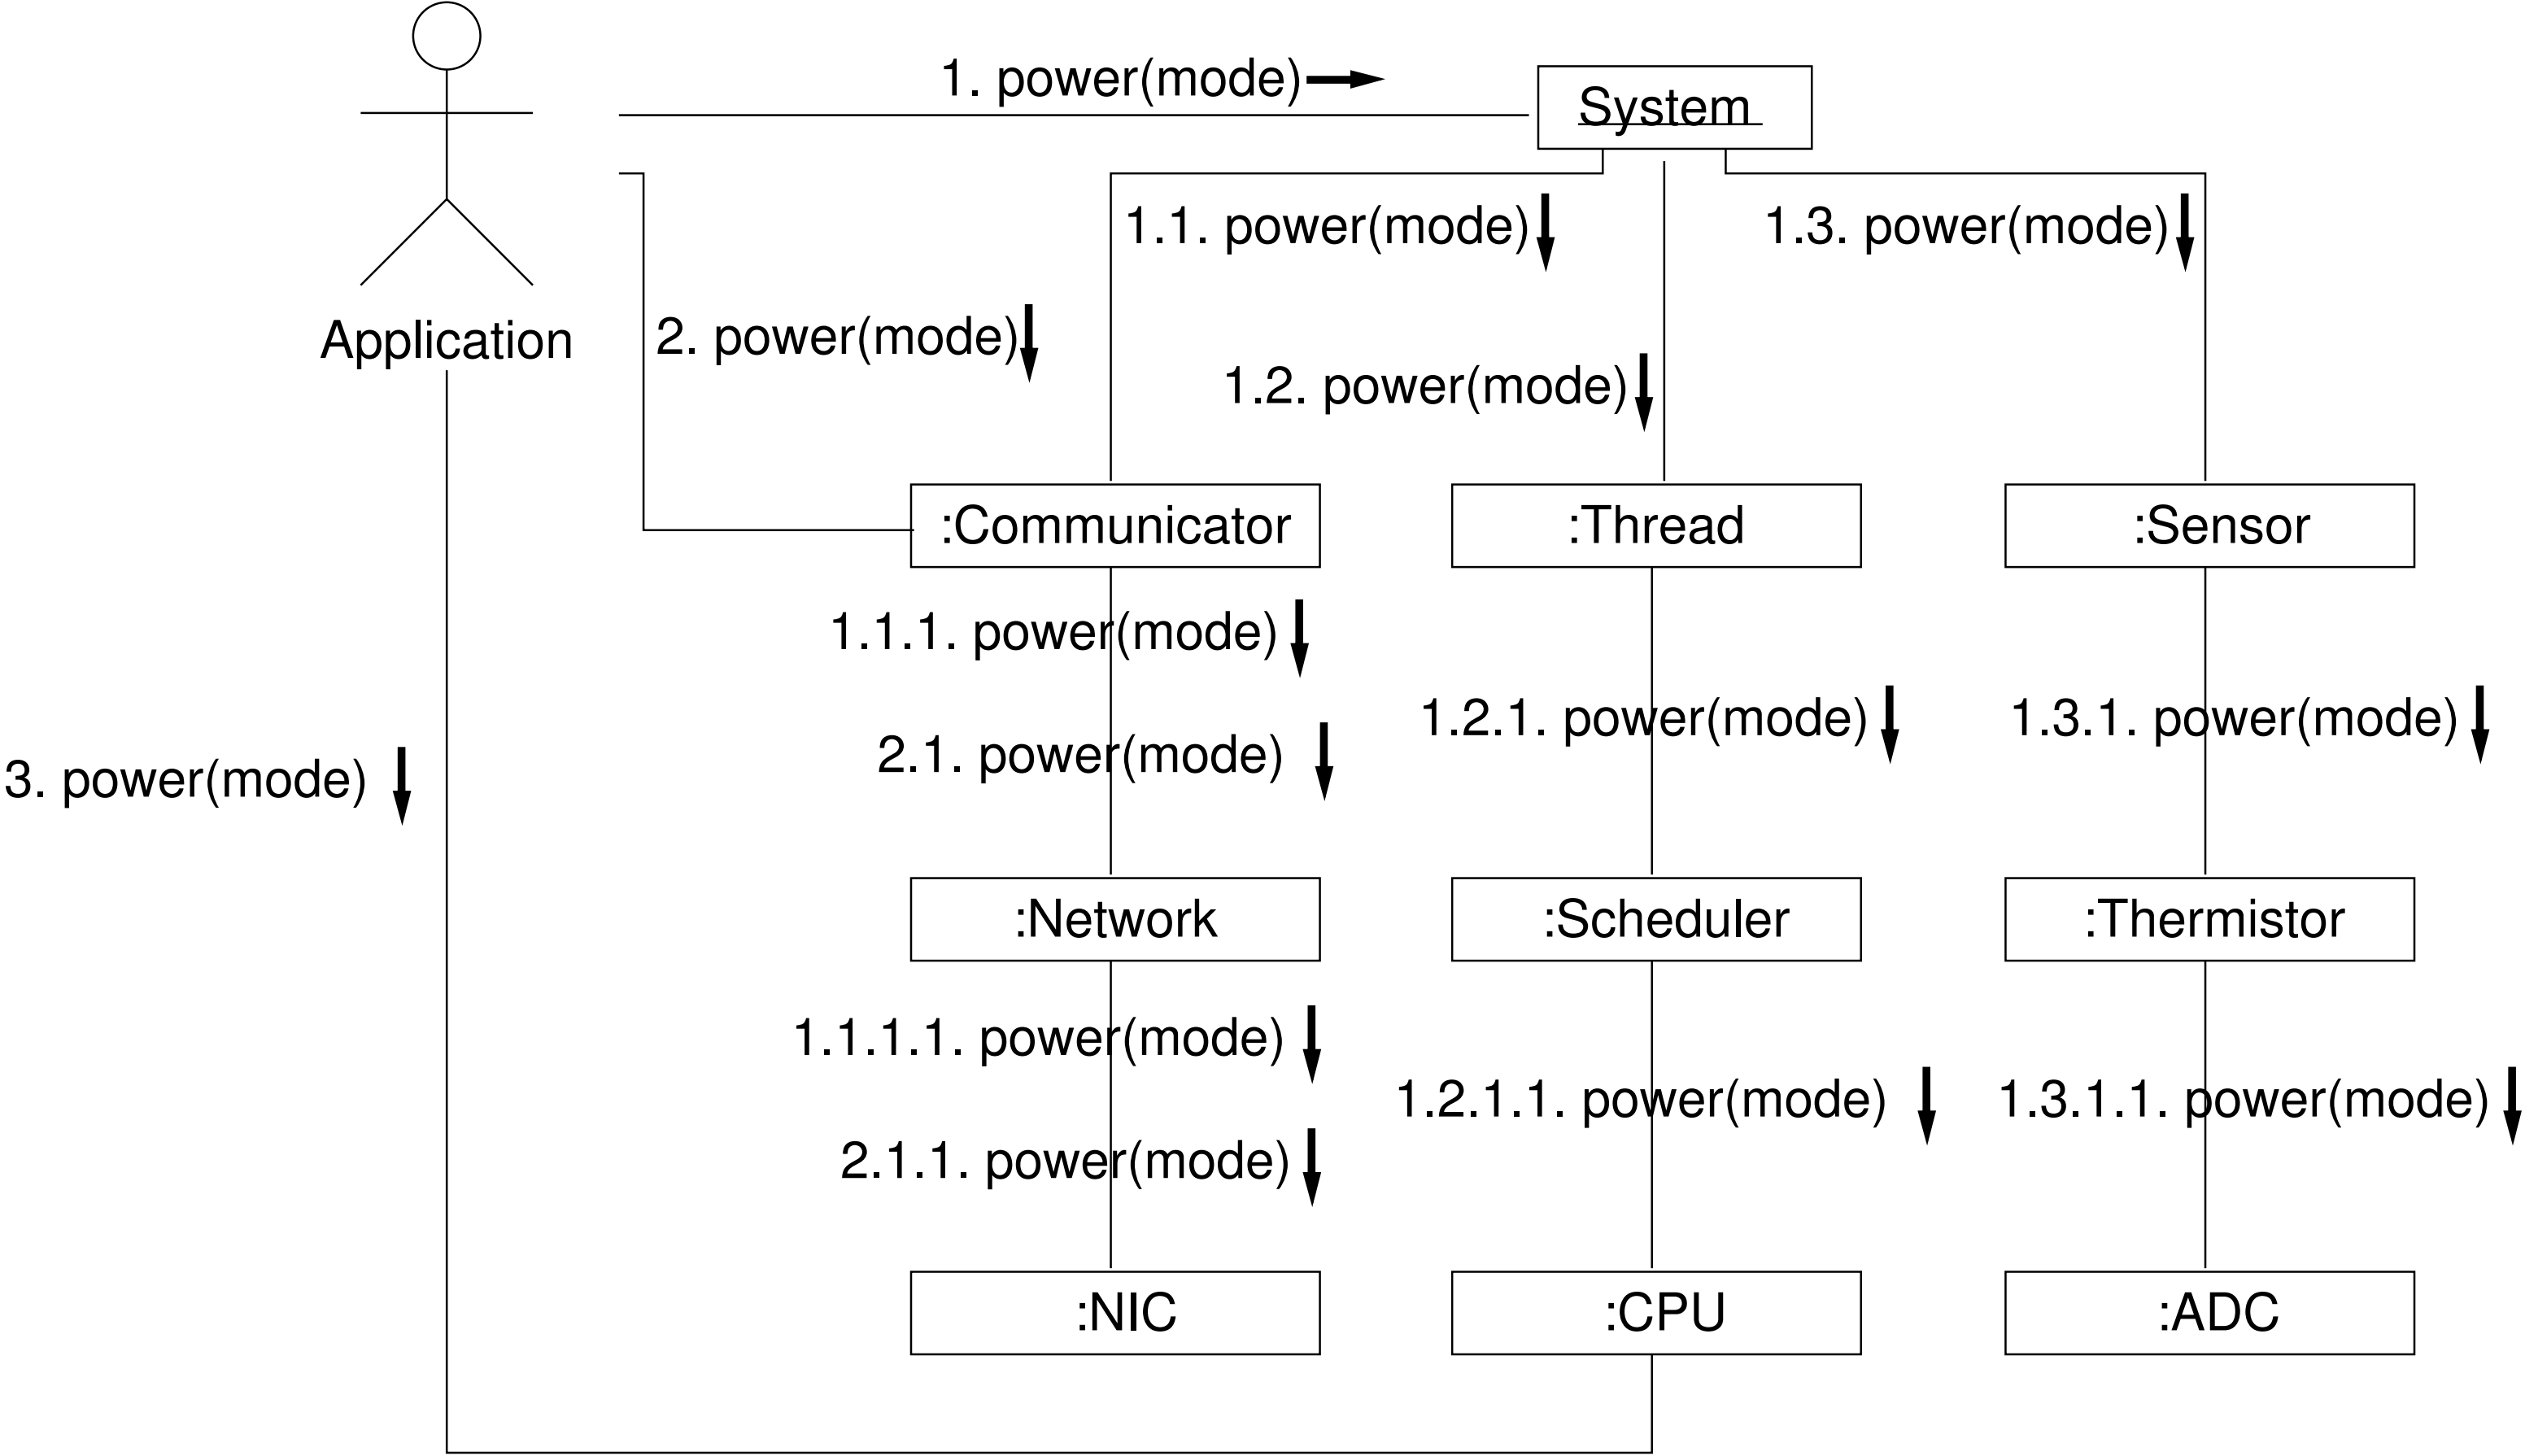 1. power(mode)
System
1.1. power(mode)
1.3. power(mode)
Application
2. power(mode)
1.2. power(mode)
:Communicator
:Thread
:Sensor
1.1.1. power(mode)
1.2.1. power(mode)
1.3.1. power(mode)
2.1. power(mode)
3. power(mode)
:Network
:Scheduler
:Thermistor
1.1.1.1. power(mode)
1.2.1.1. power(mode)
1.3.1.1. power(mode)
2.1.1. power(mode)
:NIC
:CPU
:ADC